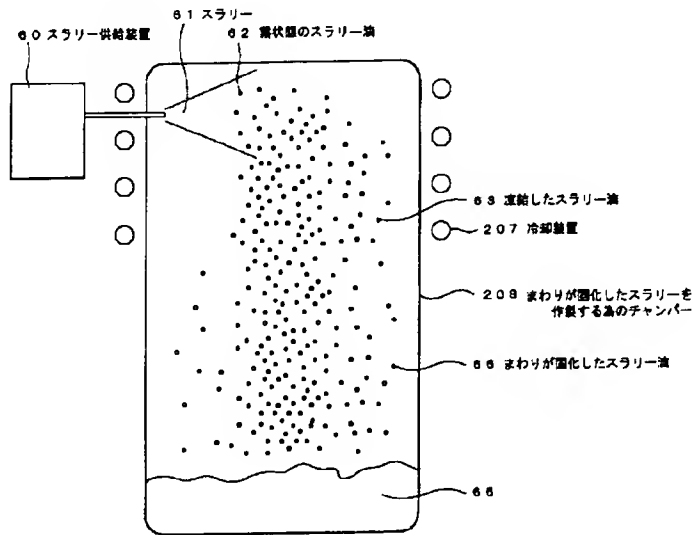 60 スラリー供給装置
61 スラリー
62 霧状態のスラリー滴
63 凍結したスラリー滴
207 冷却装置
208 まわりが固化したスラリーを
作製する為のチャンバー
66 まわりが固化したスラリー滴
66